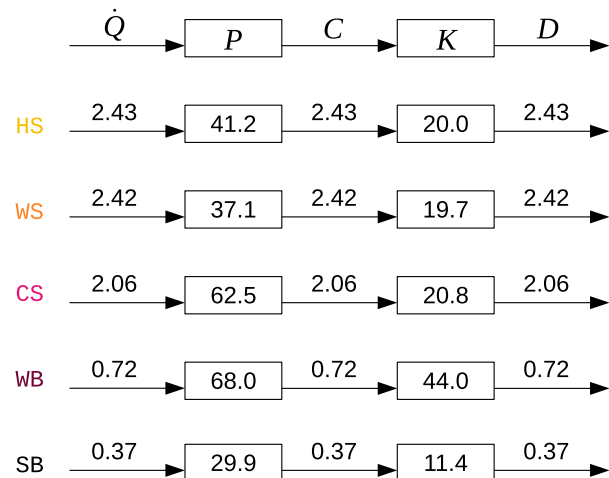 Q̇ P C K D
HS 2.43 41.2 2.43 20.0 2.43
WS 2.42 37.1 2.42 19.7 2.42
CS 2.06 62.5 2.06 20.8 2.06
WB 0.72 68.0 0.72 44.0 0.72
SB 0.37 29.9 0.37 11.4 0.37